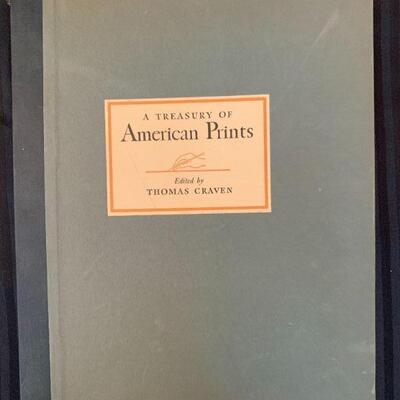 A TREASURY OF
American Prints
Edited by
THOMAS CRAVEN